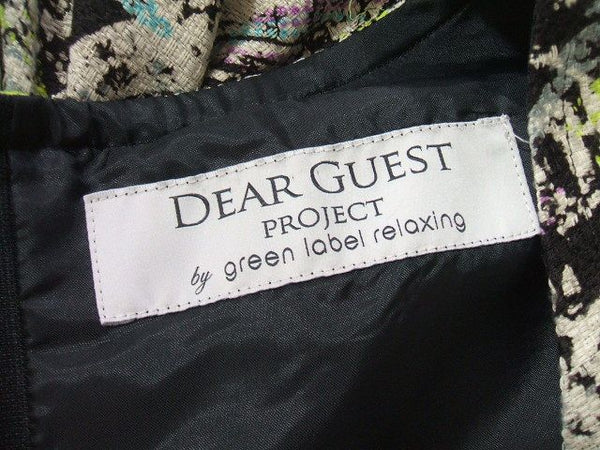 DEAR GUEST
PROJECT
by green label relaxing